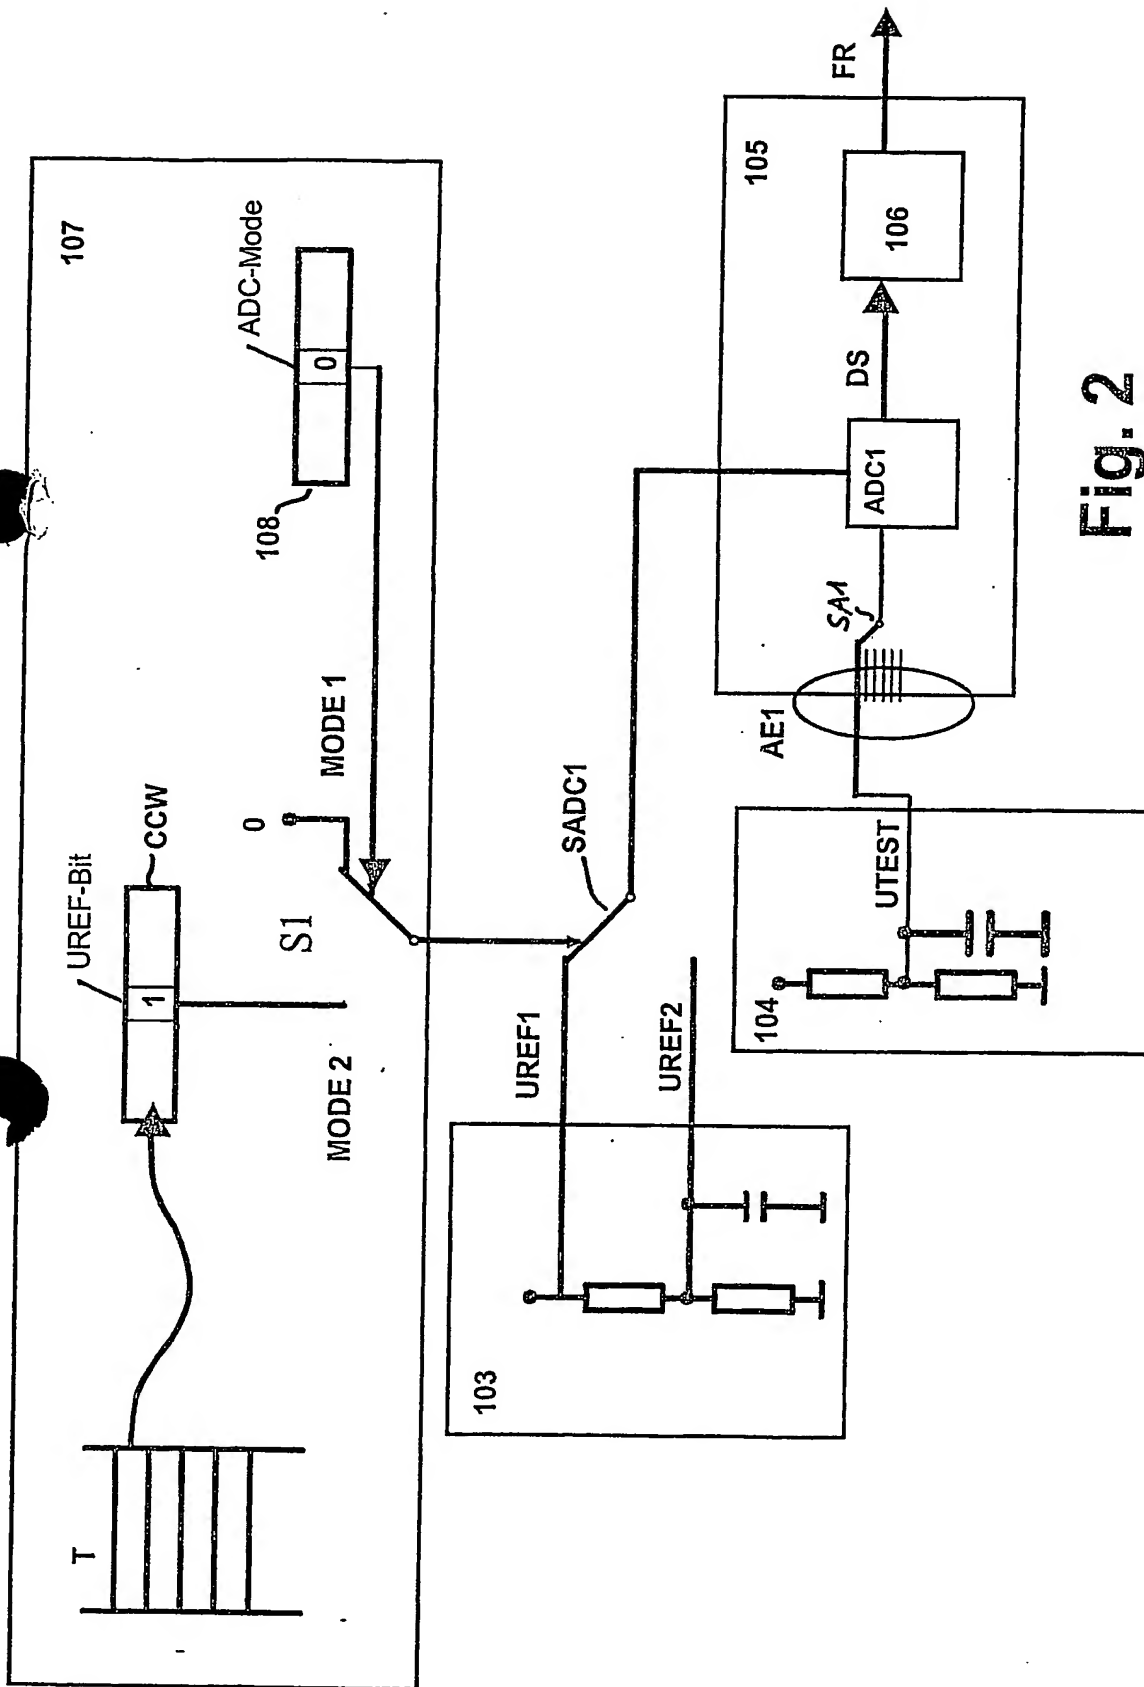 107
T
UREF-Bit
CCW
1
ADC-Mode
0
108
S1
0
MODE 1
MODE 2
SADC1
UREF1
UREF2
103
104
UTEST
AE1
SA1
105
ADC1
DS
106
FR
Fig. 2